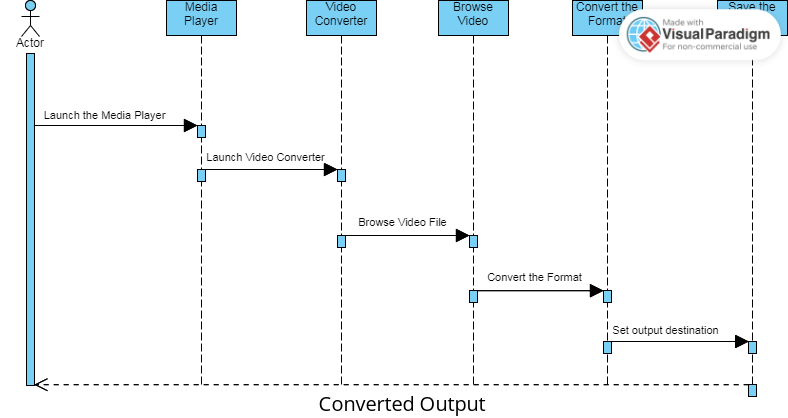 Media
Player
Video
Converter
Browse
Video
Convert the
Format
Save the
Made with
Visual Paradigm
For non-commercial use
Actor
Launch the Media Player
Launch Video Converter
Browse Video File
Convert the Format
Set output destination
Converted Output